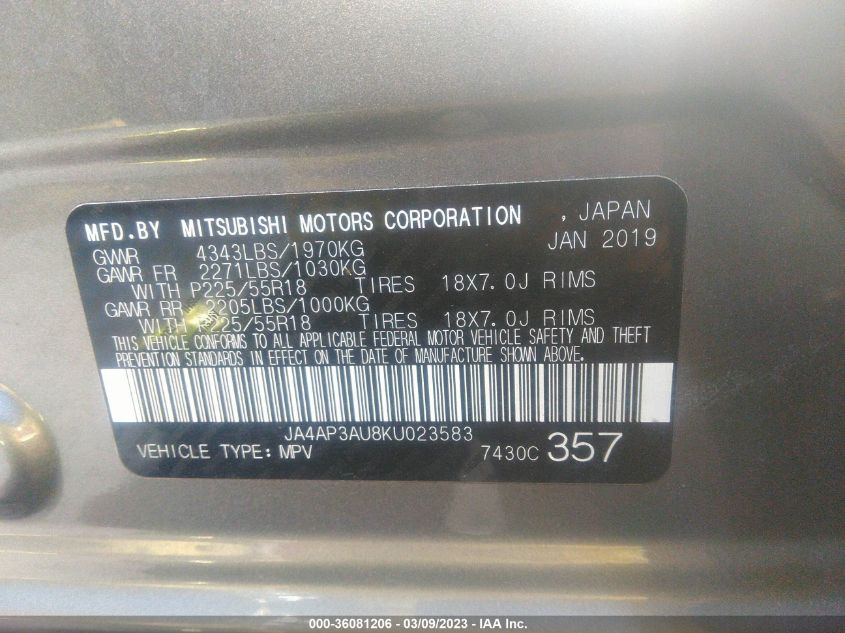 MFD.BY MITSUBISHI MOTORS CORPORATION , JAPAN
JAN 2019
GVWR 4343LBS/1970KG
GAWR FR 2271LBS/1030KG
WITH P225/55R18 TIRES 18X7.0J RIMS
GAWR RR 2205LBS/1000KG
WITH P225/55R18 TIRES 18X7.0J RIMS
THIS VEHICLE CONFORMS TO ALL APPLICABLE FEDERAL MOTOR VEHICLE SAFETY AND THEFT
PREVENTION STANDARDS IN EFFECT ON THE DATE OF MANUFACTURE SHOWN ABOVE.
JA4AP3AU8KU023583
VEHICLE TYPE: MPV 7430C 357
000-36081206 - 03/09/2023 - IAA Inc.